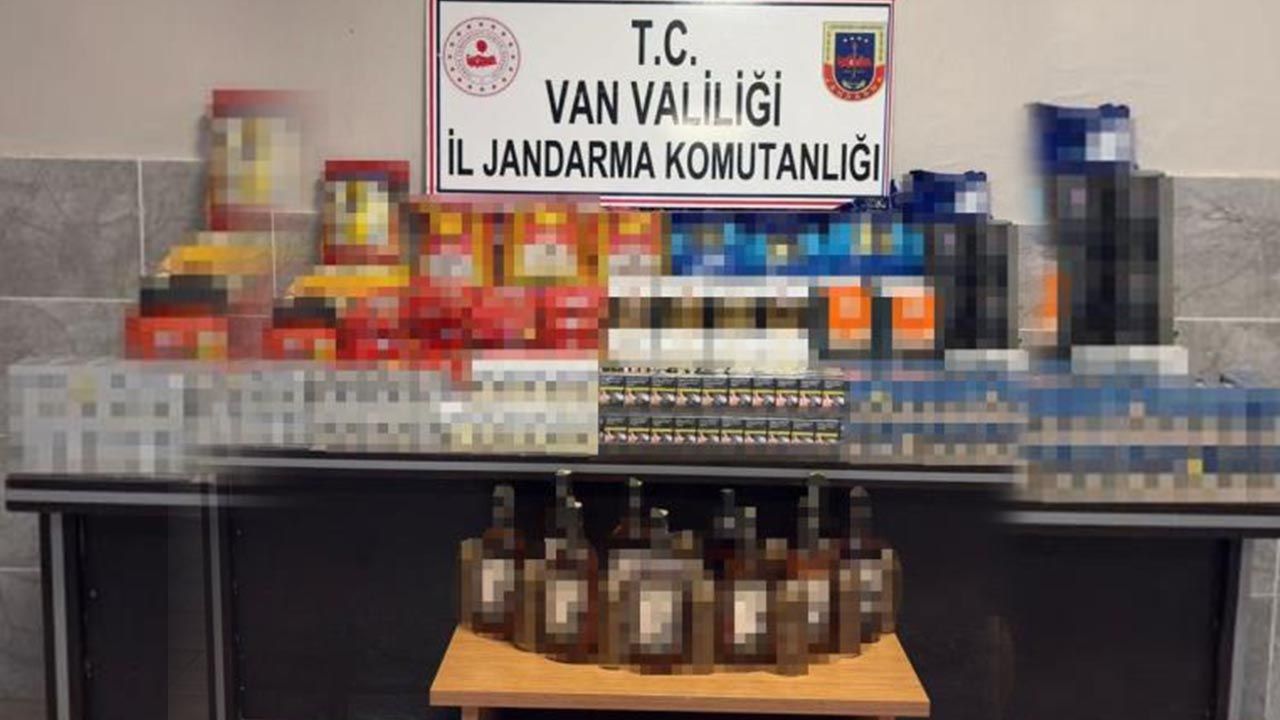 T.C.
VAN VALİLİĞİ
İL JANDARMA KOMUTANLIĞI